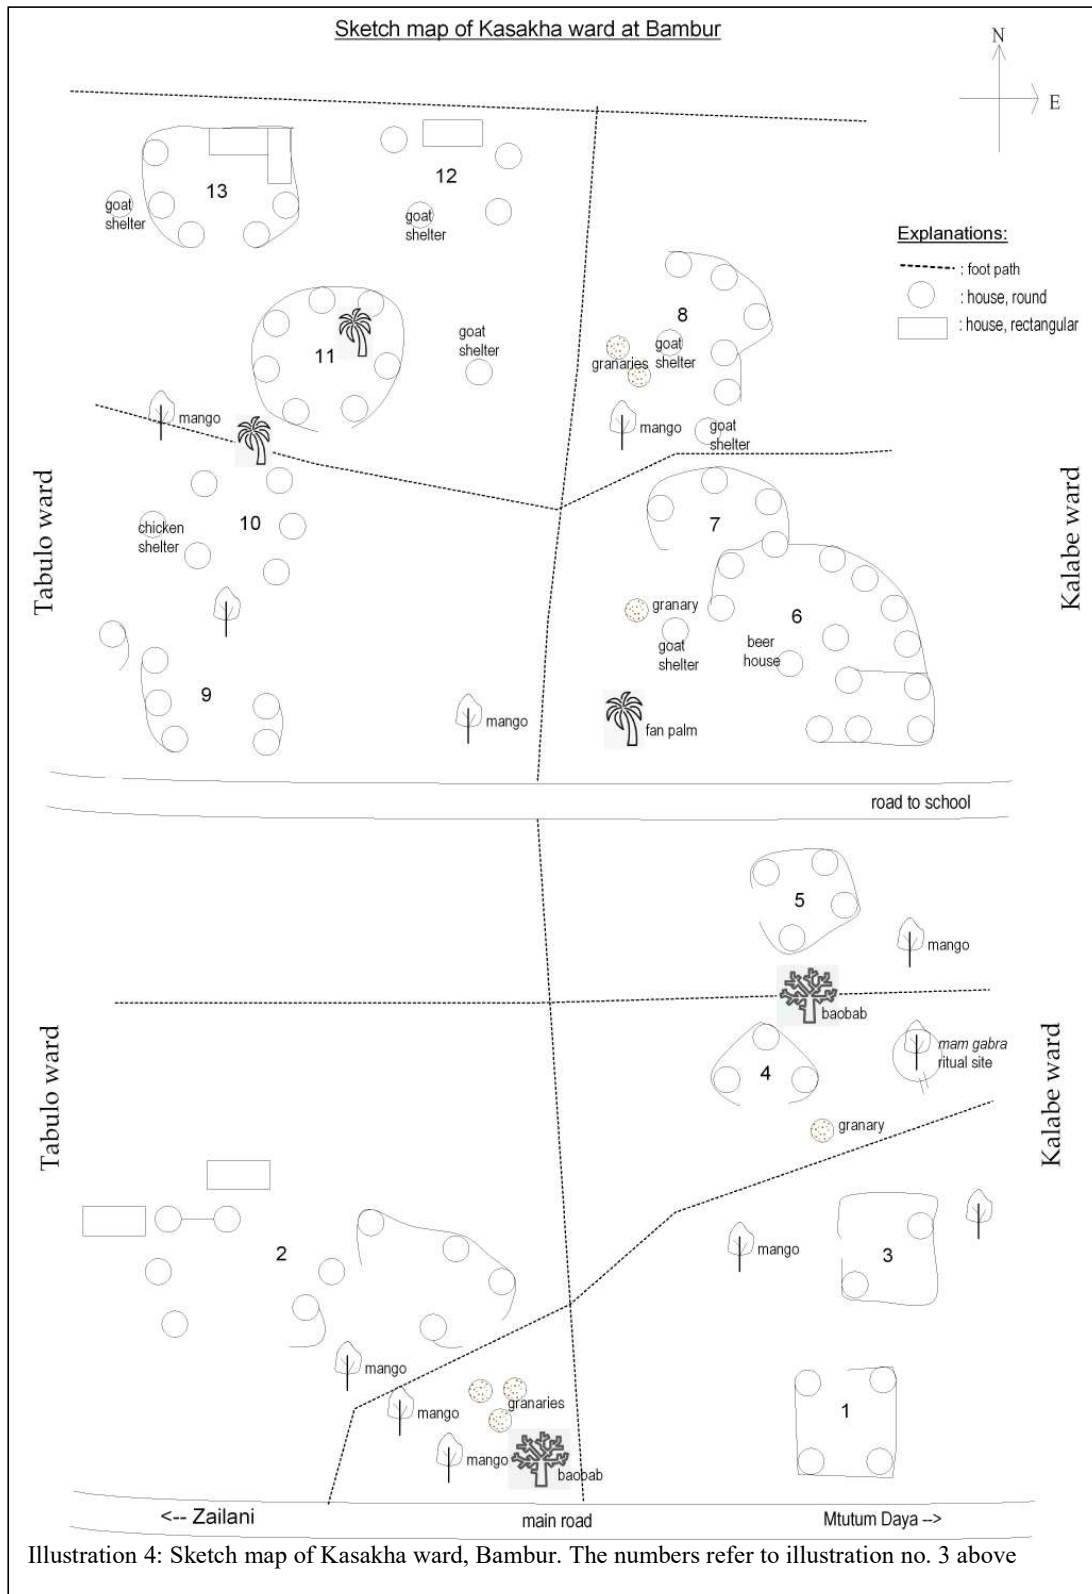 Sketch map of Kasakha ward at Bambur
N
E
13
12
goat
shelter
goat
shelter
Explanations:
: foot path
: house, round
: house, rectangular
8
goat
shelter
granaries
goat
shelter
11
mango
mango
goat
shelter
Tabulo ward
Kalabe ward
10
chicken
shelter
7
granary
6
goat
shelter
beer
house
9
mango
fan palm
road to school
5
mango
baobab
Tabulo ward
Kalabe ward
mam gabra
ritual site
4
granary
2
mango
3
mango
mango
granaries
1
mango
baobab
<-- Zailani
main road
Mtutum Daya -->
Illustration 4: Sketch map of Kasakha ward, Bambur. The numbers refer to illustration no. 3 above